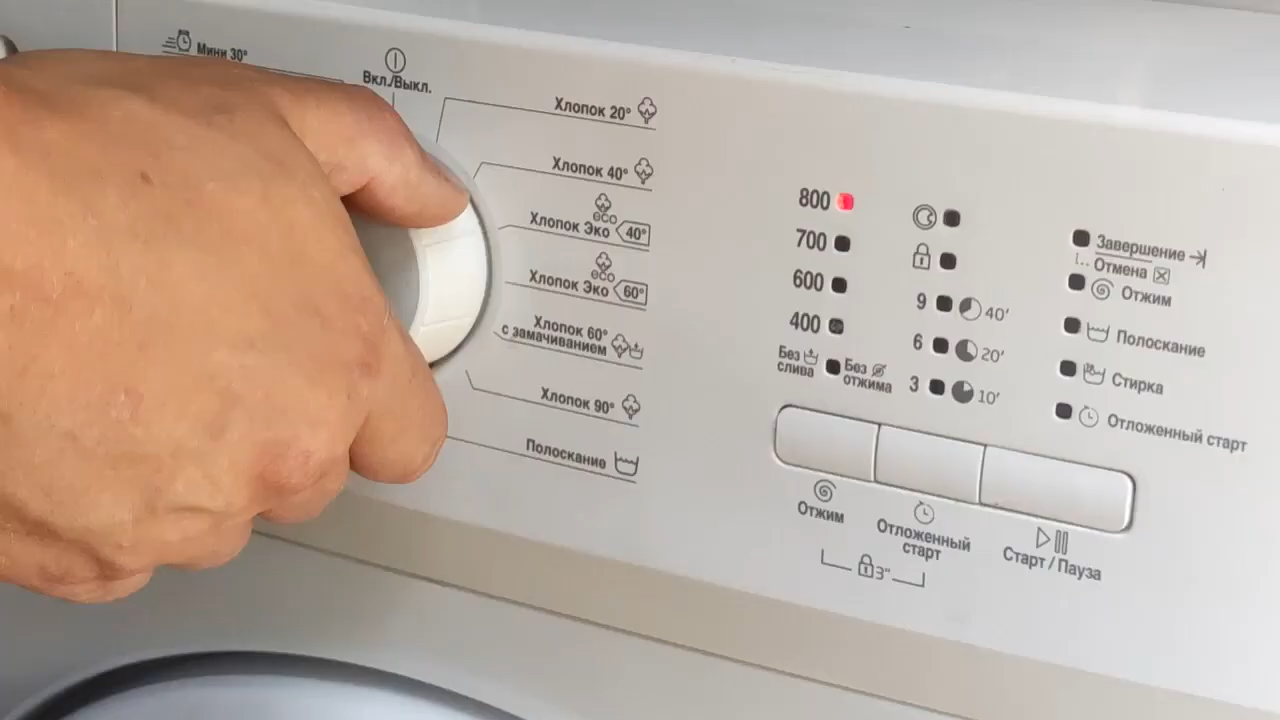 Мини 30°
Вкл./Выкл.
Хлопок 20°
Хлопок 40°
eco
Хлопок Эко 40°
eco
Хлопок Эко 60°
Хлопок 60°
с замачиванием
Хлопок 90°
Полоскание
800
700
600
400
Без слива
Без отжима
9 40'
6 20'
3 10'
Завершение
Отмена
Отжим
Полоскание
Стирка
Отложенный старт
Отжим
Отложенный
старт
Старт / Пауза
3"